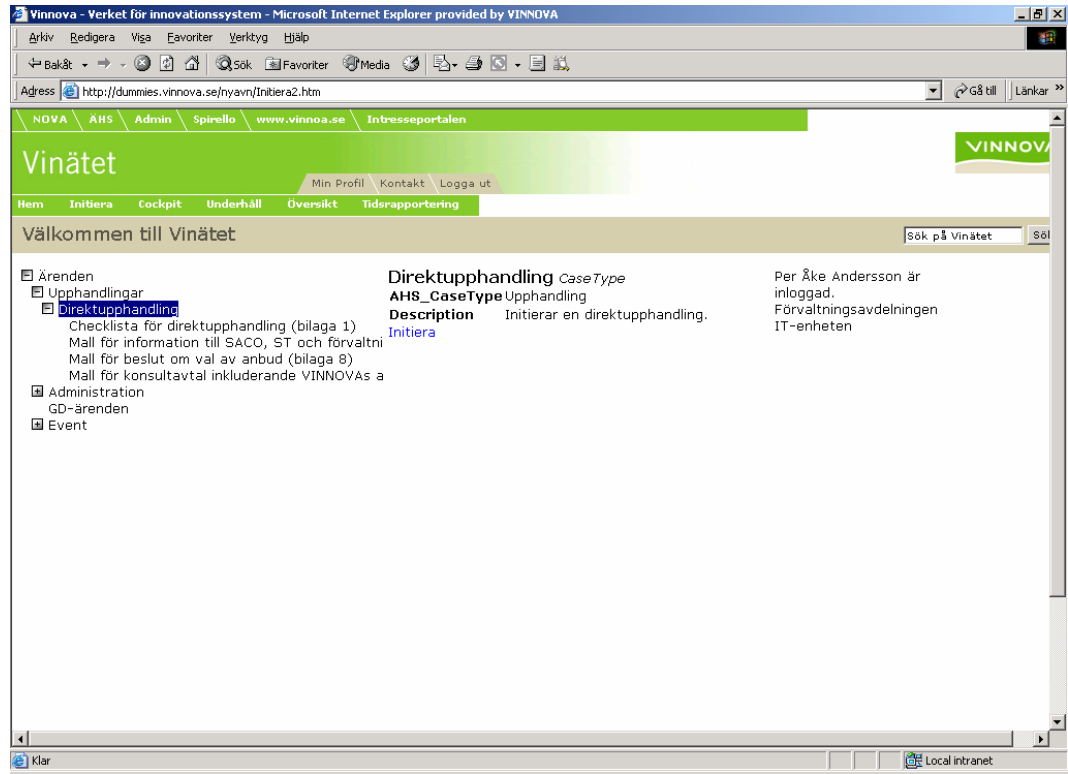 Vinnova - Verket för innovationssystem - Microsoft Internet Explorer provided by VINNOVA
Arkiv Redigera Visa Favoriter Verktyg Hjälp
Bakåt Sök Favoriter Media
Adress http://dummies.vinnova.se/nyavn/Initiera2.htm Gå till Länkar »
NOVA \ ÄHS \ Admin \ Spirello \ www.vinnoa.se \ Intresseportalen
VINNOVA
Vinätet
Min Profil \ Kontakt \ Logga ut
Hem Initiera Cockpit Underhåll Översikt Tidsrapportering
Välkommen till Vinätet
Sök på Vinätet Sö
Ärenden
Upphandlingar
Direktupphandling
Checklista för direktupphandling (bilaga 1)
Mall för information till SACO, ST och förvaltni
Mall för beslut om val av anbud (bilaga 8)
Mall för konsultavtal inkluderande VINNOVAs a
Administration
GD-ärenden
Event
Direktupphandling CaseType
AHS_CaseType Upphandling
Description Initierar en direktupphandling.
Initiera
Per Åke Andersson är
inloggad.
Förvaltningsavdelningen
IT-enheten
Klar
Local intranet